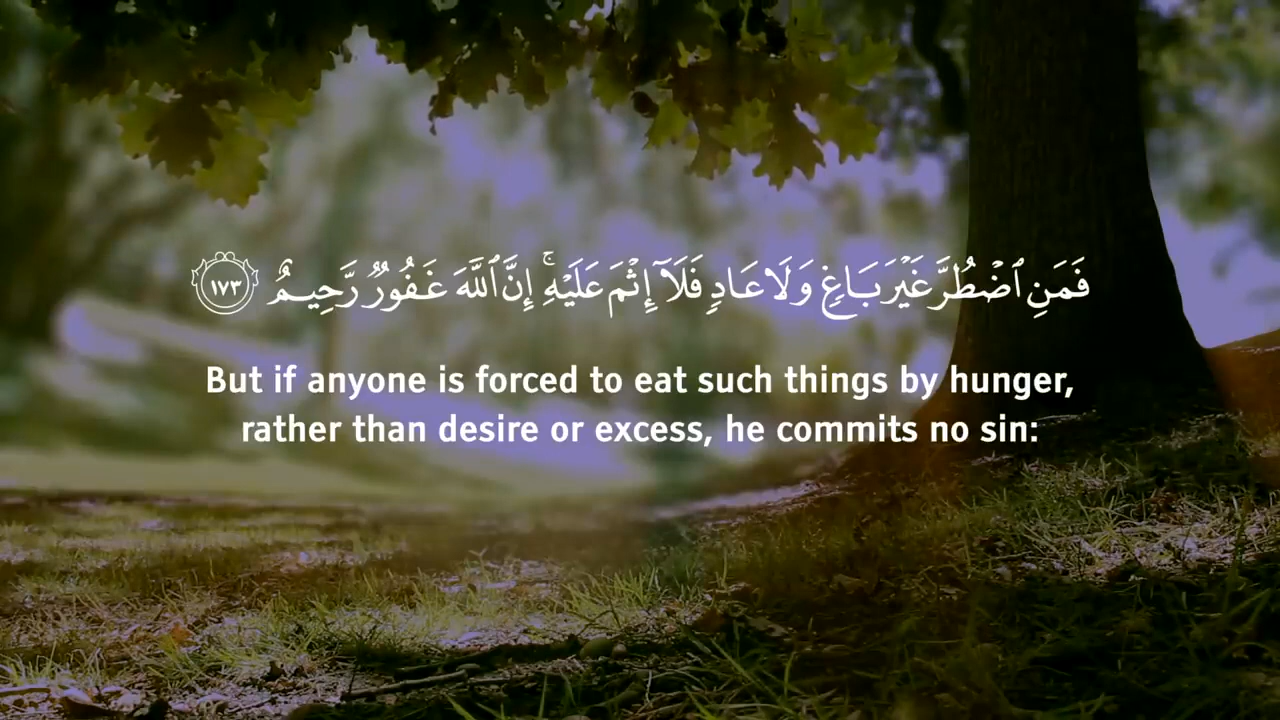 فَمَنِ ٱضْطُرَّ غَيْرَ بَاغٍ وَلَا عَادٍ فَلَآ إِثْمَ عَلَيْهِ ۚ إِنَّ ٱللَّهَ غَفُورٌ رَّحِيمٌ ١٧٣
But if anyone is forced to eat such things by hunger,
rather than desire or excess, he commits no sin: